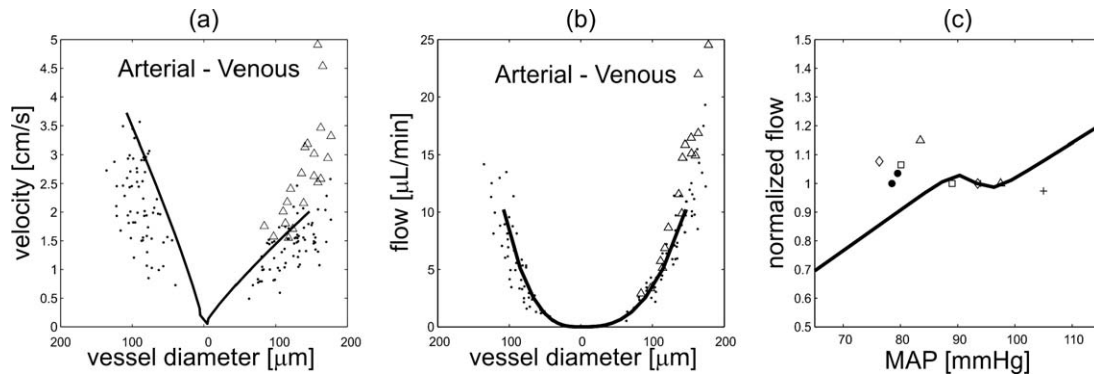 (a)
5
4.5
4
3.5
3
2.5
2
1.5
1
0.5
0
velocity [cm/s]
Arterial - Venous
200 100 0 100 200
vessel diameter [µm]
(b)
25
20
15
10
5
0
flow [µL/min]
Arterial - Venous
200 100 0 100 200
vessel diameter [µm]
(c)
1.5
1.4
1.3
1.2
1.1
1
0.9
0.8
0.7
0.6
0.5
normalized flow
70 80 90 100 110
MAP [mmHg]